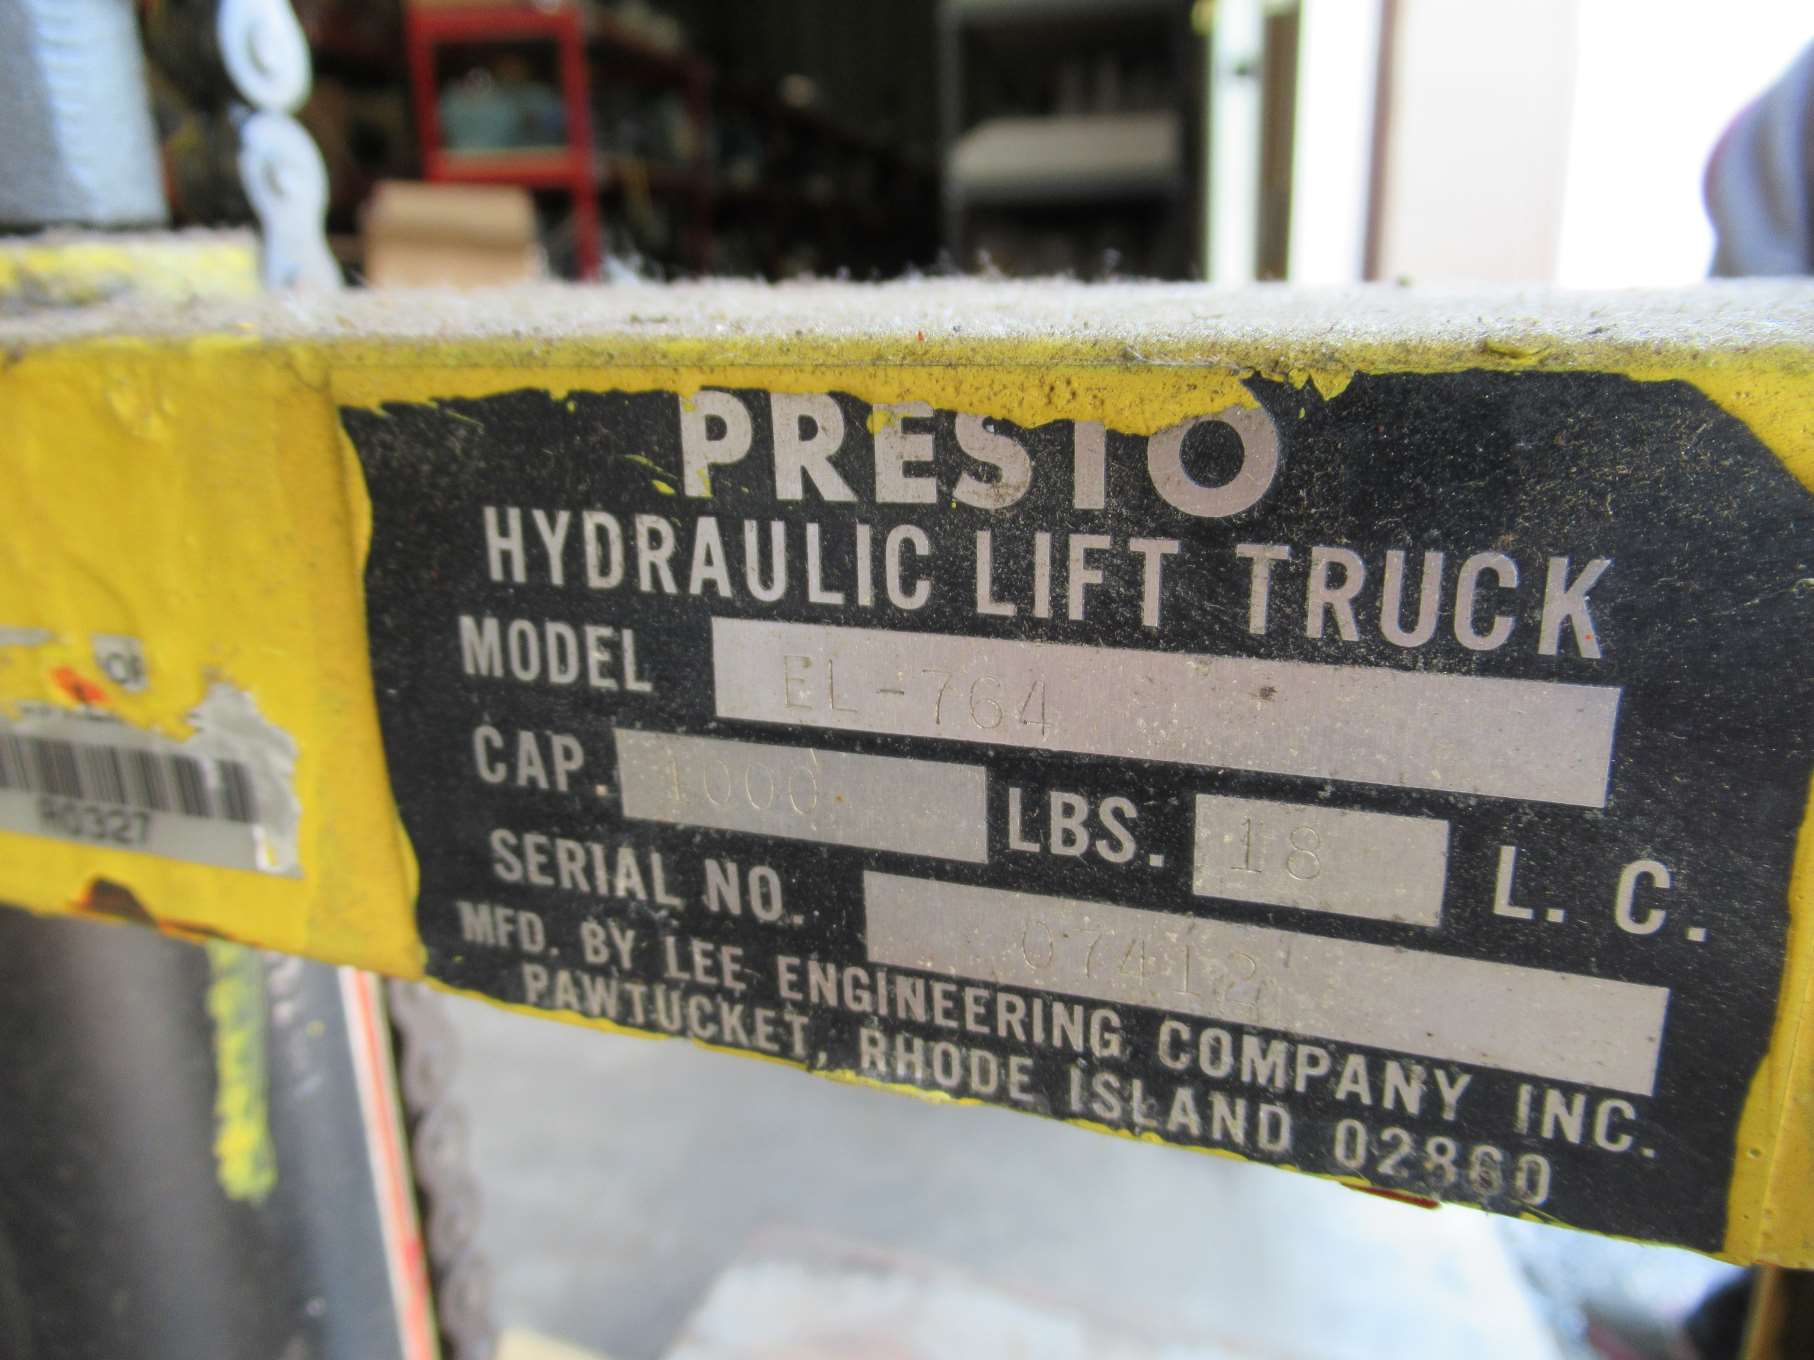 PRESTO
HYDRAULIC LIFT TRUCK
MODEL EL-764
CAP. 1000 LBS. 18 L. C.
SERIAL NO. 07412
MFD. BY LEE ENGINEERING COMPANY INC.
PAWTUCKET, RHODE ISLAND 02860
R0327